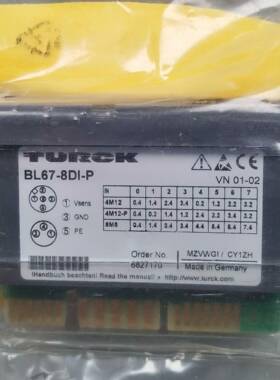 TURCK
BL67-8DI-P
VN 01-02
IN 0 1 2 3 4 5 6 7
4M12 0.4 1.4 2.4 3.4 0.2 1.2 2.2 3.2
4M12-P 0.4 0.2 1.4 1.2 2.4 2.2 3.4 3.2
8M8 0.4 1.4 2.4 3.4 4.4 5.4 6.4 7.4
1 Vsens
3 GND
5 PE
Order No. MZVWGI / CY1ZH
6827170 Made in Germany
!Handbuch beachten! Read the manual! http://www.turck.com